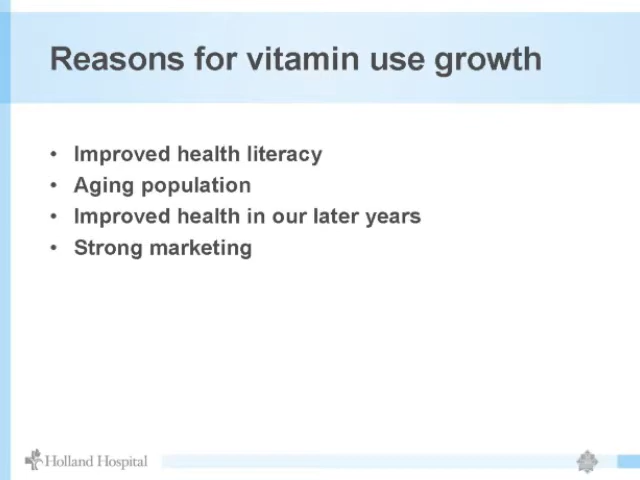 Reasons for vitamin use growth
• Improved health literacy
• Aging population
• Improved health in our later years
• Strong marketing
Holland Hospital